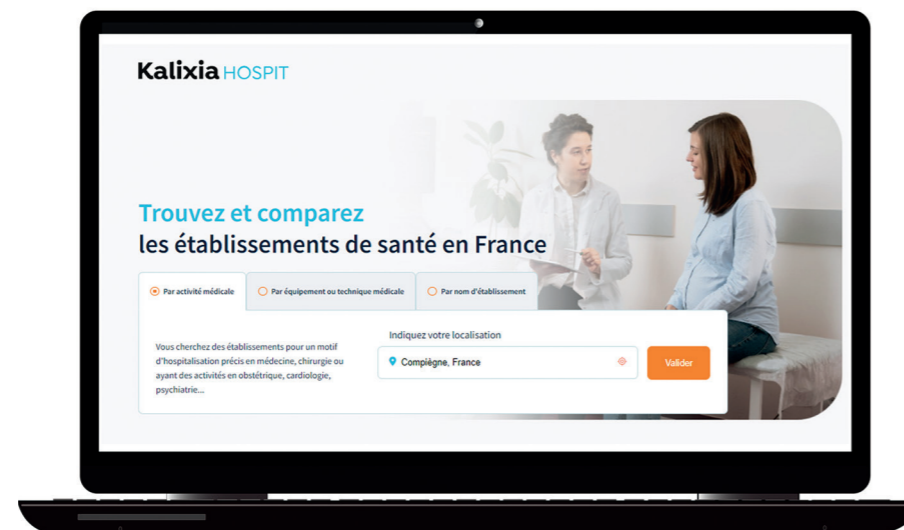 Kalixia HOSPIT
Trouvez et comparez
les établissements de santé en France
Par activité médicale
Par équipement ou technique médicale
Par nom d'établissement
Vous cherchez des établissements pour un motif
d'hospitalisation précis en médecine, chirurgie ou
ayant des activités en obstétrique, cardiologie,
psychiatrie...
Indiquez votre localisation
Compiègne, France
Valider